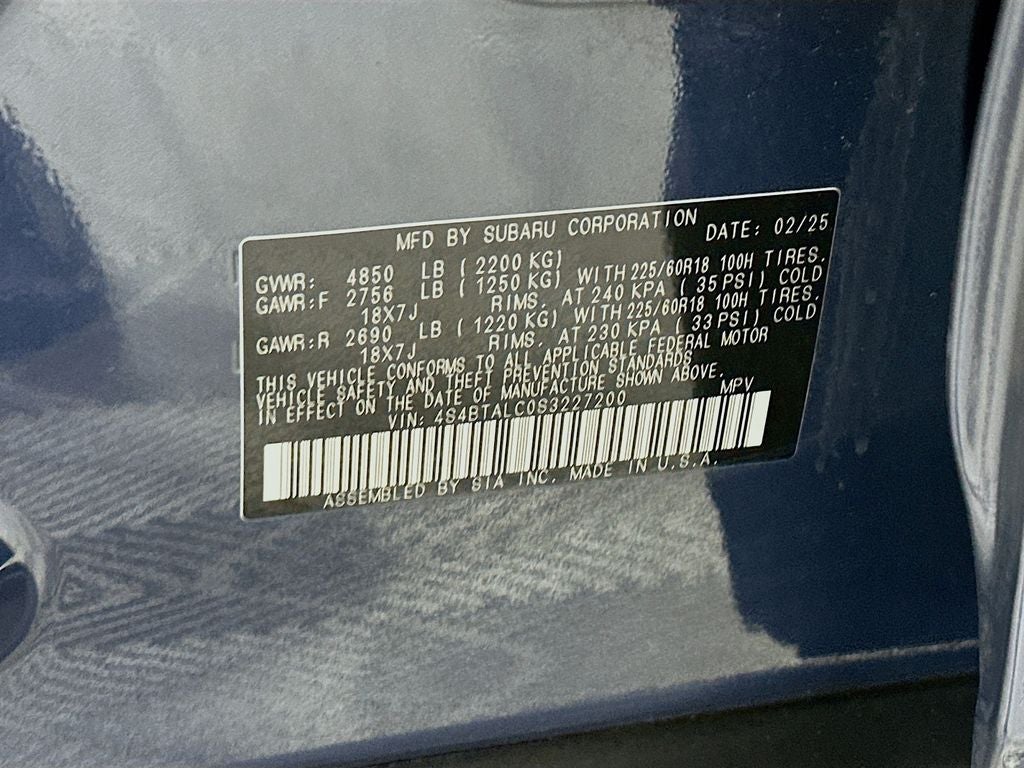 MFD BY SUBARU CORPORATION DATE: 02/25
GVWR: 4850 LB ( 2200 KG)
GAWR:F 2756 LB ( 1250 KG) WITH 225/60R18 100H TIRES.
18X7J RIMS. AT 240 KPA ( 35 PSI) COLD
GAWR:R 2690 LB ( 1220 KG) WITH 225/60R18 100H TIRES.
18X7J RIMS. AT 230 KPA ( 33 PSI) COLD
THIS VEHICLE CONFORMS TO ALL APPLICABLE FEDERAL MOTOR
VEHICLE SAFETY AND THEFT PREVENTION STANDARDS
IN EFFECT ON THE DATE OF MANUFACTURE SHOWN ABOVE.
VIN: 4S4BTALC0S3227200 MPV
ASSEMBLED BY SIA INC. MADE IN U.S.A.